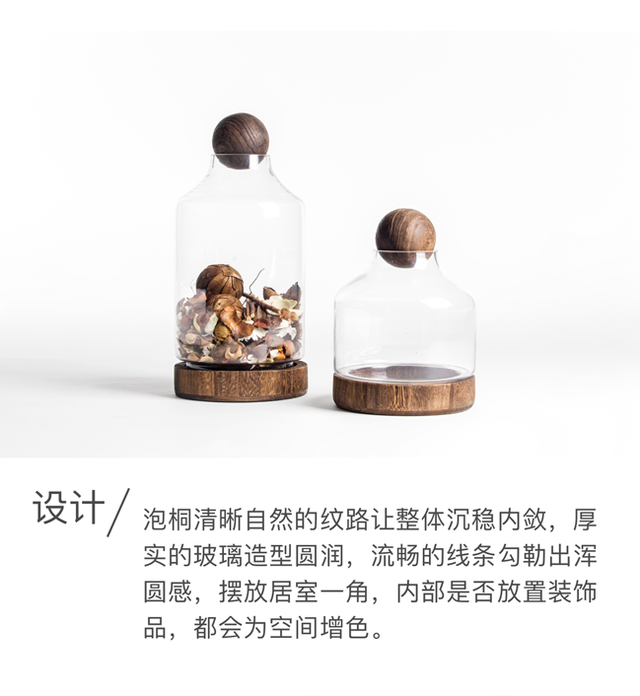 设计/
泡桐清晰自然的纹路让整体沉稳内敛，厚
实的玻璃造型圆润，流畅的线条勾勒出浑
圆感，摆放居室一角，内部是否放置装饰
品，都会为空间增色。